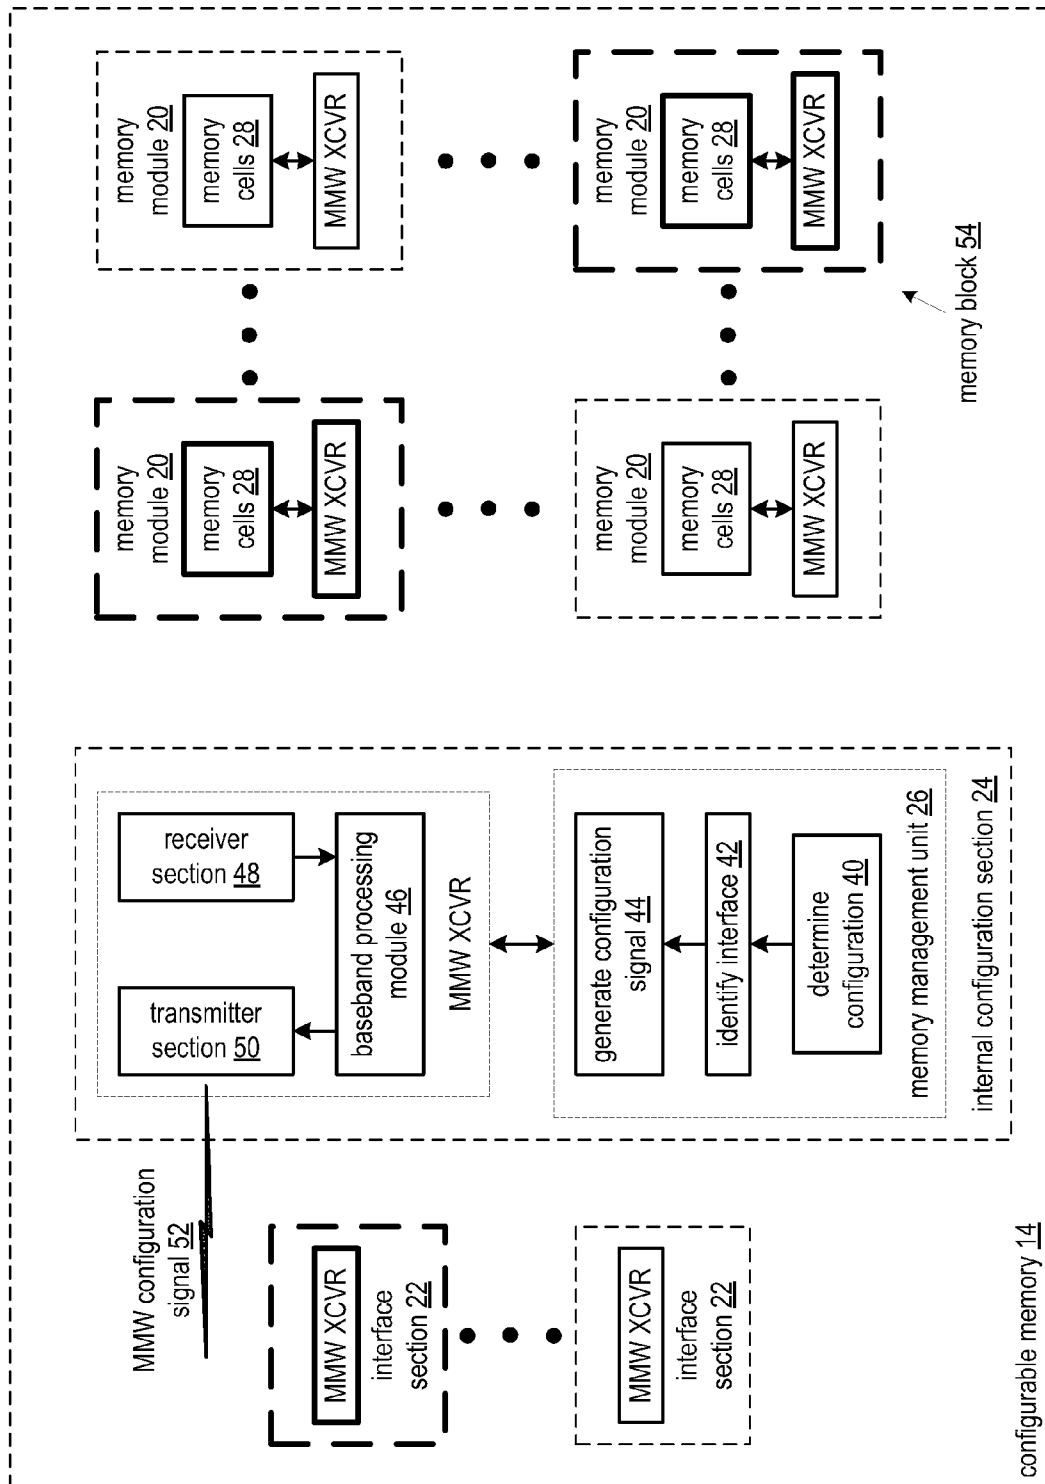 MMW configuration
signal 52
MMW XCVR
interface
section 22
MMW XCVR
interface
section 22
configurable memory 14
transmitter
section 50
receiver
section 48
baseband processing
module 46
MMW XCVR
generate configuration
signal 44
identify interface 42
determine
configuration 40
memory management unit 26
internal configuration section 24
memory
module 20
memory
cells 28
MMW XCVR
memory
module 20
memory
cells 28
MMW XCVR
memory
module 20
memory
cells 28
MMW XCVR
memory
module 20
memory
cells 28
MMW XCVR
memory block 54